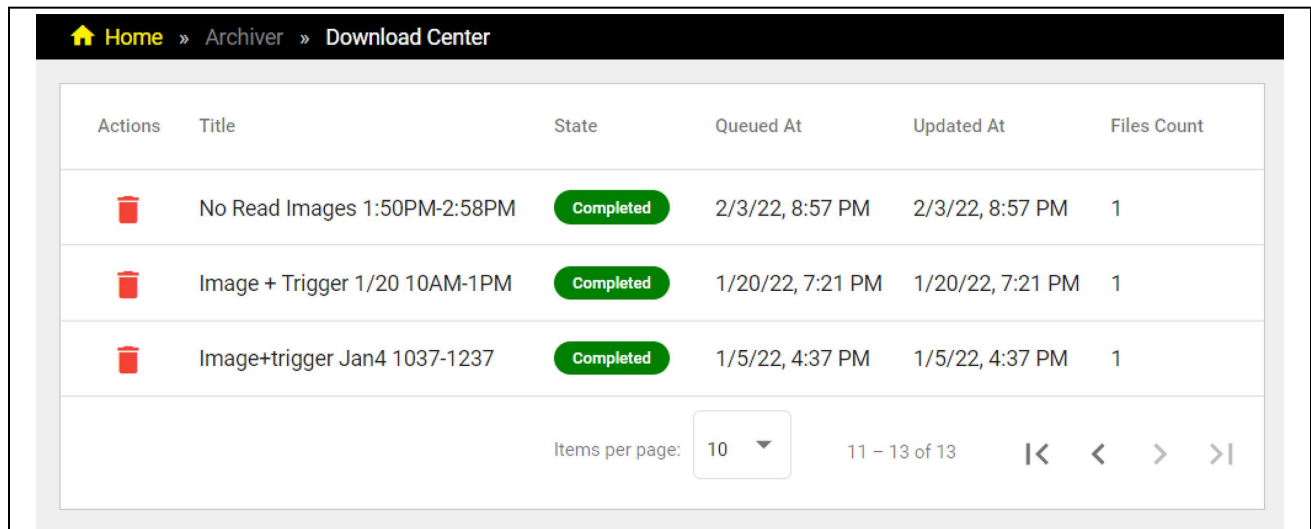 Home » Archiver » Download Center
Actions Title State Queued At Updated At Files Count
No Read Images 1:50PM-2:58PM Completed 2/3/22, 8:57 PM 2/3/22, 8:57 PM 1
Image + Trigger 1/20 10AM-1PM Completed 1/20/22, 7:21 PM 1/20/22, 7:21 PM 1
Image+trigger Jan4 1037-1237 Completed 1/5/22, 4:37 PM 1/5/22, 4:37 PM 1
Items per page: 10 11 – 13 of 13